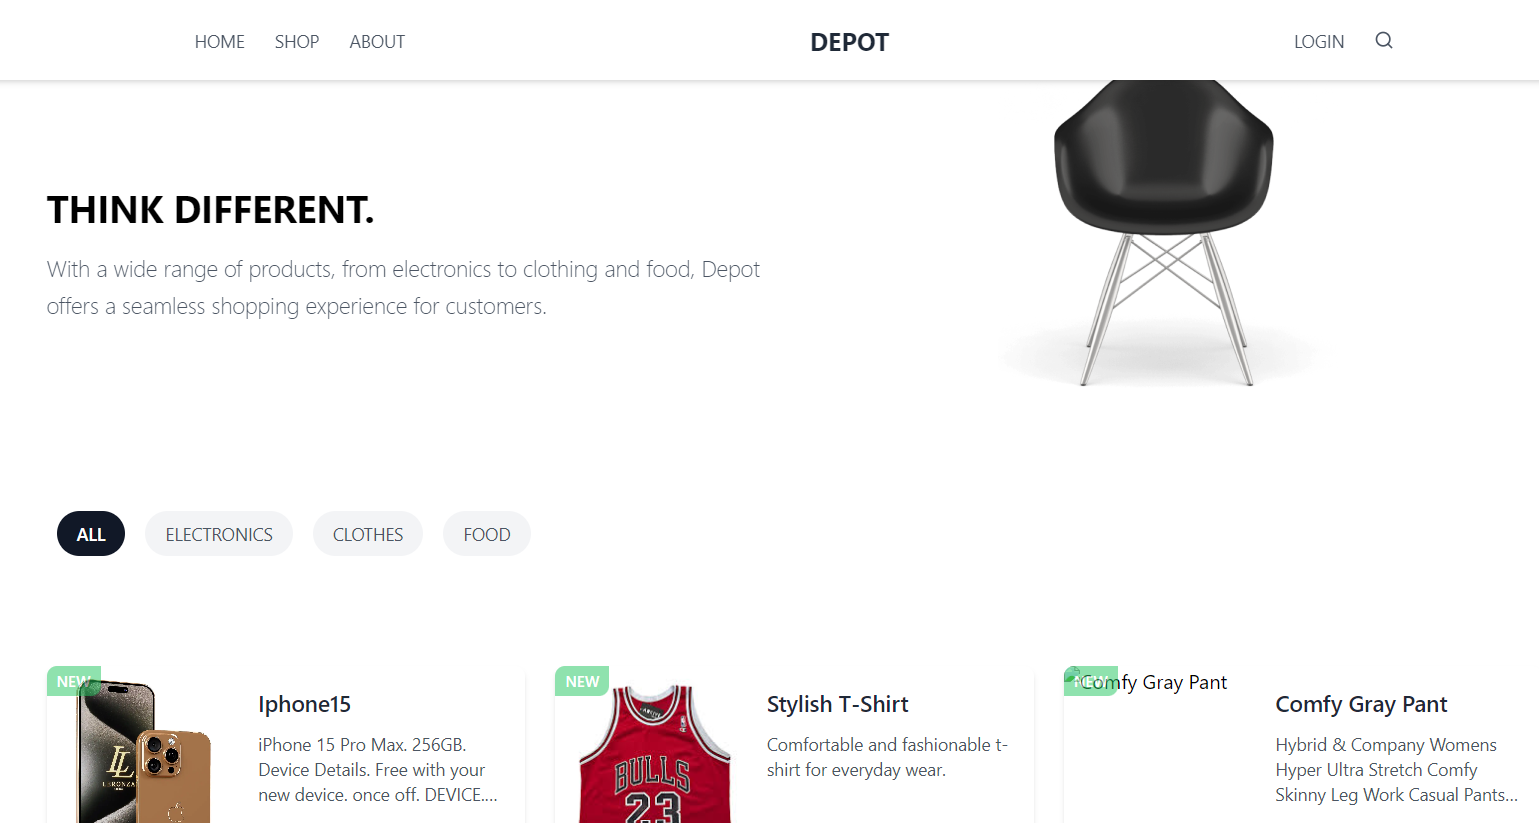 HOME SHOP ABOUT DEPOT LOGIN
THINK DIFFERENT.
With a wide range of products, from electronics to clothing and food, Depot
offers a seamless shopping experience for customers.
ALL ELECTRONICS CLOTHES FOOD
NEW
Iphone15
iPhone 15 Pro Max. 256GB.
Device Details. Free with your
new device. once off. DEVICE....
NEW
BULLS
23
Stylish T-Shirt
Comfortable and fashionable t-
shirt for everyday wear.
NEW
Comfy Gray Pant
Comfy Gray Pant
Hybrid & Company Womens
Hyper Ultra Stretch Comfy
Skinny Leg Work Casual Pants...